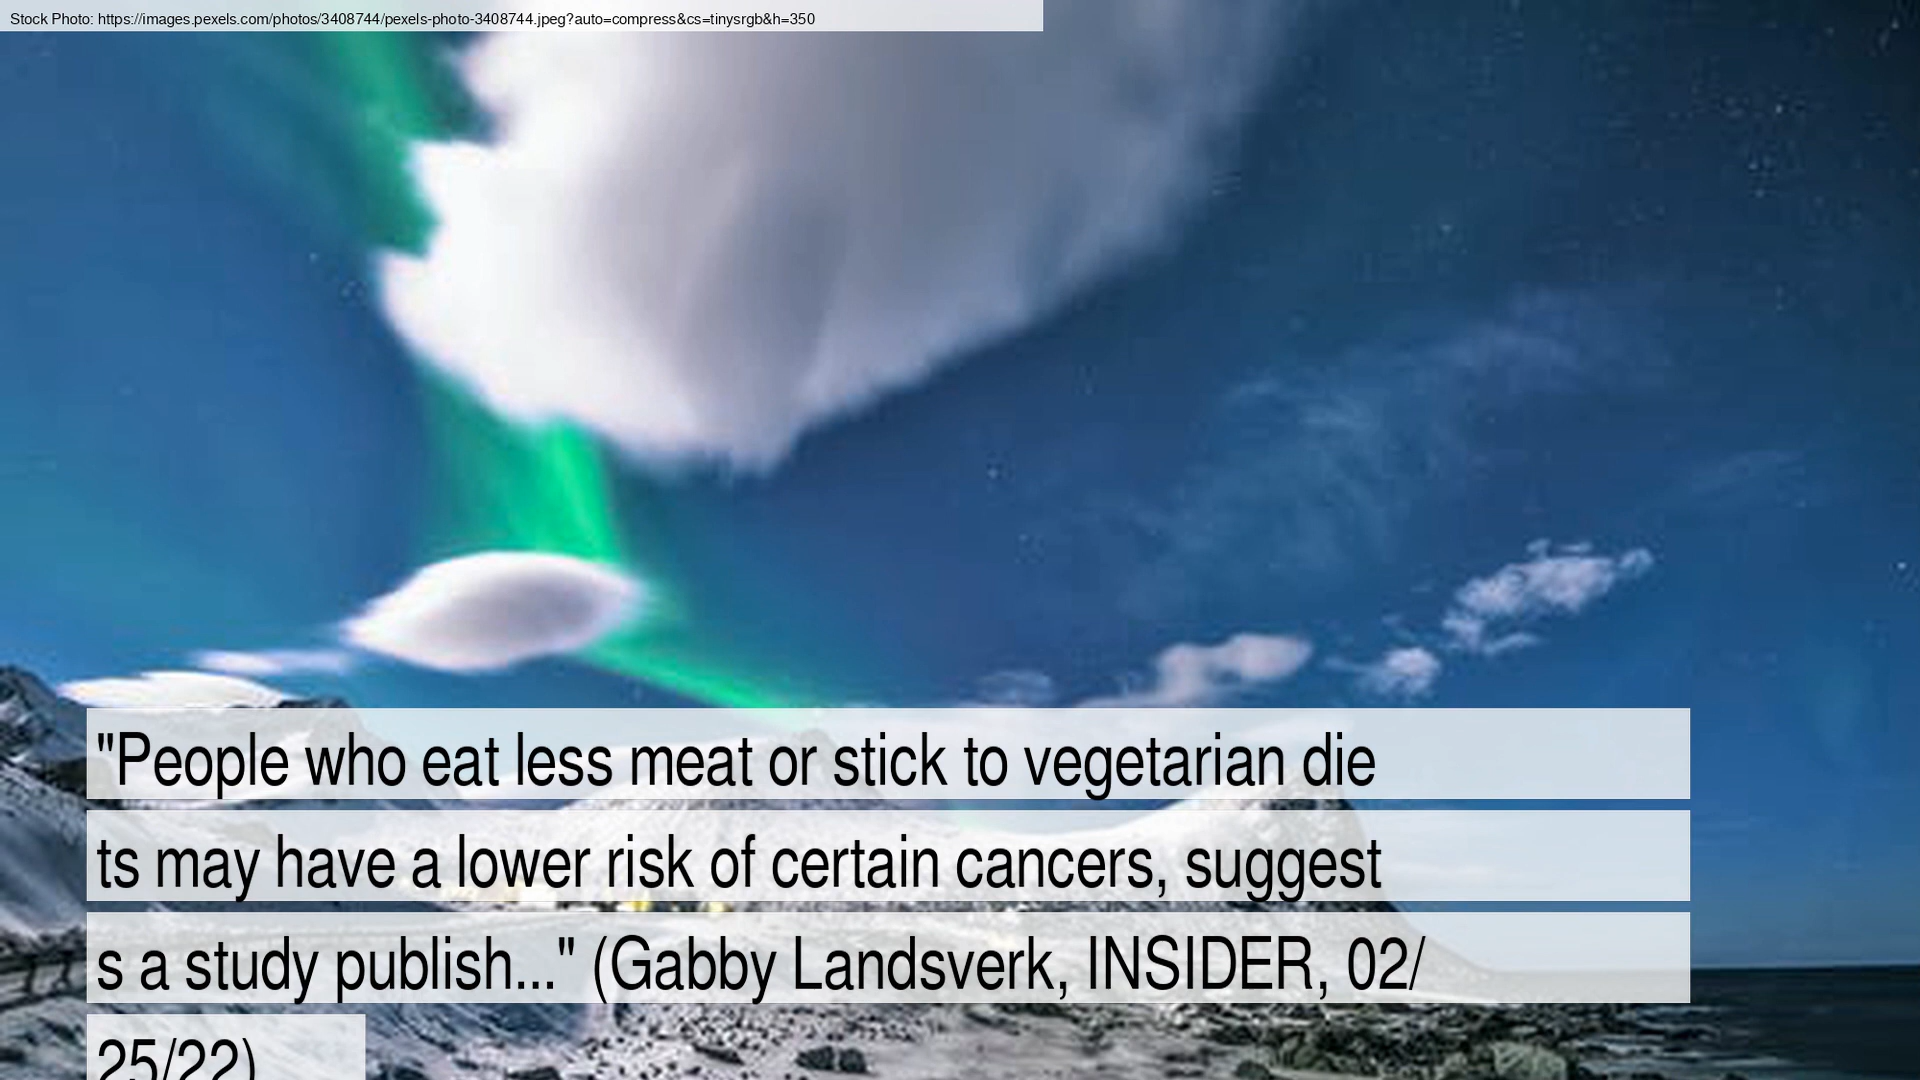 Stock Photo: https://images.pexels.com/photos/3408744/pexels-photo-3408744.jpeg?auto=compress&cs=tinysrgb&h=350
"People who eat less meat or stick to vegetarian die
ts may have a lower risk of certain cancers, suggest
s a study publish..." (Gabby Landsverk, INSIDER, 02/
25/22)